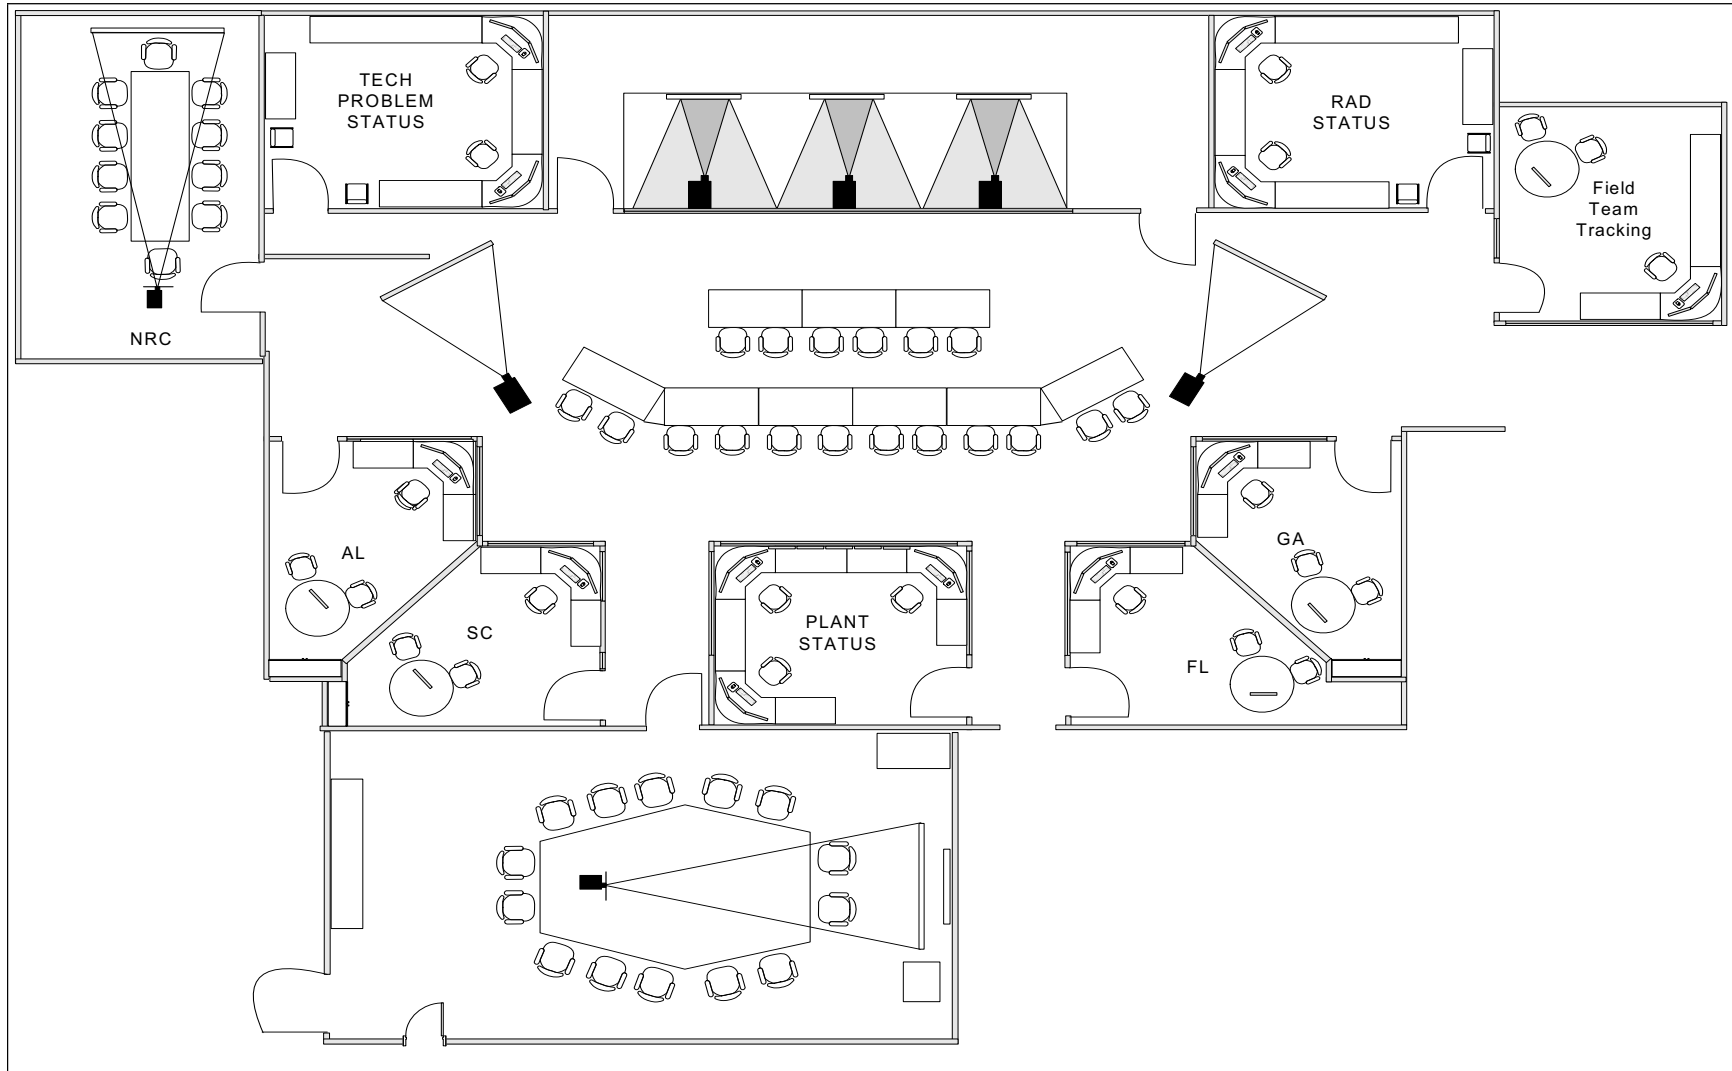 TECH
PROBLEM
STATUS
RAD
STATUS
Field
Team
Tracking
NRC
AL
GA
SC
PLANT
STATUS
FL